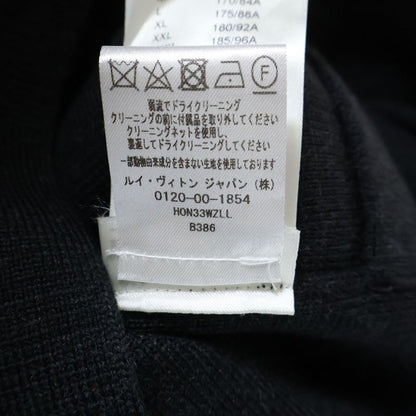 170/84A
L 175/88A
XL 180/92A
XXL 185/96A
F
弱流でドライクリーニング
クリーニングの前に付属品を取り外してください
クリーニングネットを使用し、
裏返してドライクリーニングしてください
一部動物由来成分を含まない生地を使用しております
ルイ・ヴィトン ジャパン (株)
0120-00-1854
HON33WZLL
B386